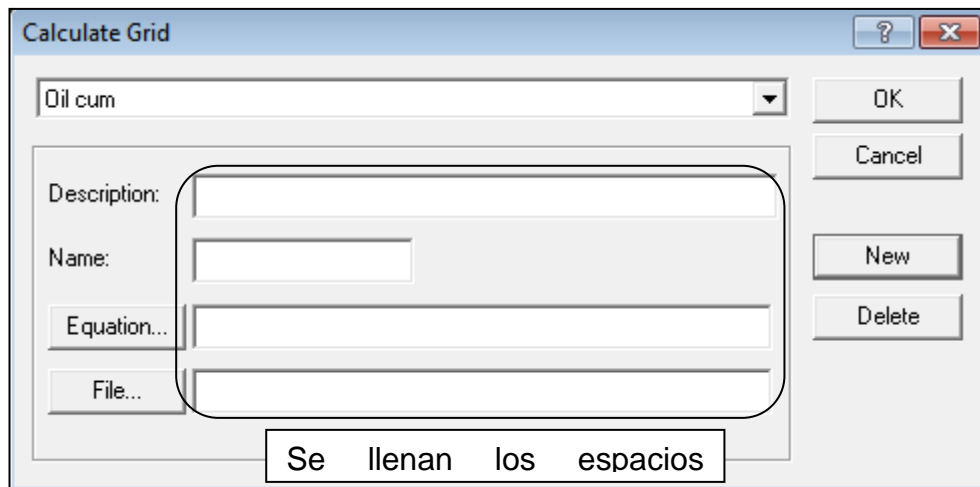 Calculate Grid
Oil cum
OK
Cancel
Description:
Name:
New
Equation...
Delete
File...
Se llenan los espacios